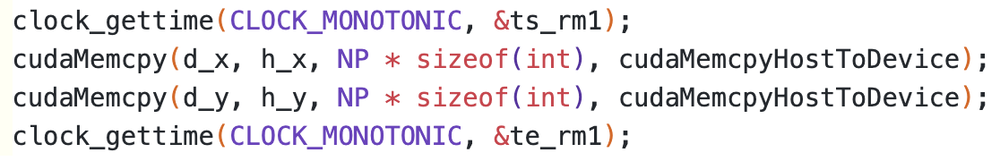 clock_gettime(CLOCK_MONOTONIC, &ts_rm1);
cudaMemcpy(d_x, h_x, NP * sizeof(int), cudaMemcpyHostToDevice);
cudaMemcpy(d_y, h_y, NP * sizeof(int), cudaMemcpyHostToDevice);
clock_gettime(CLOCK_MONOTONIC, &te_rm1);